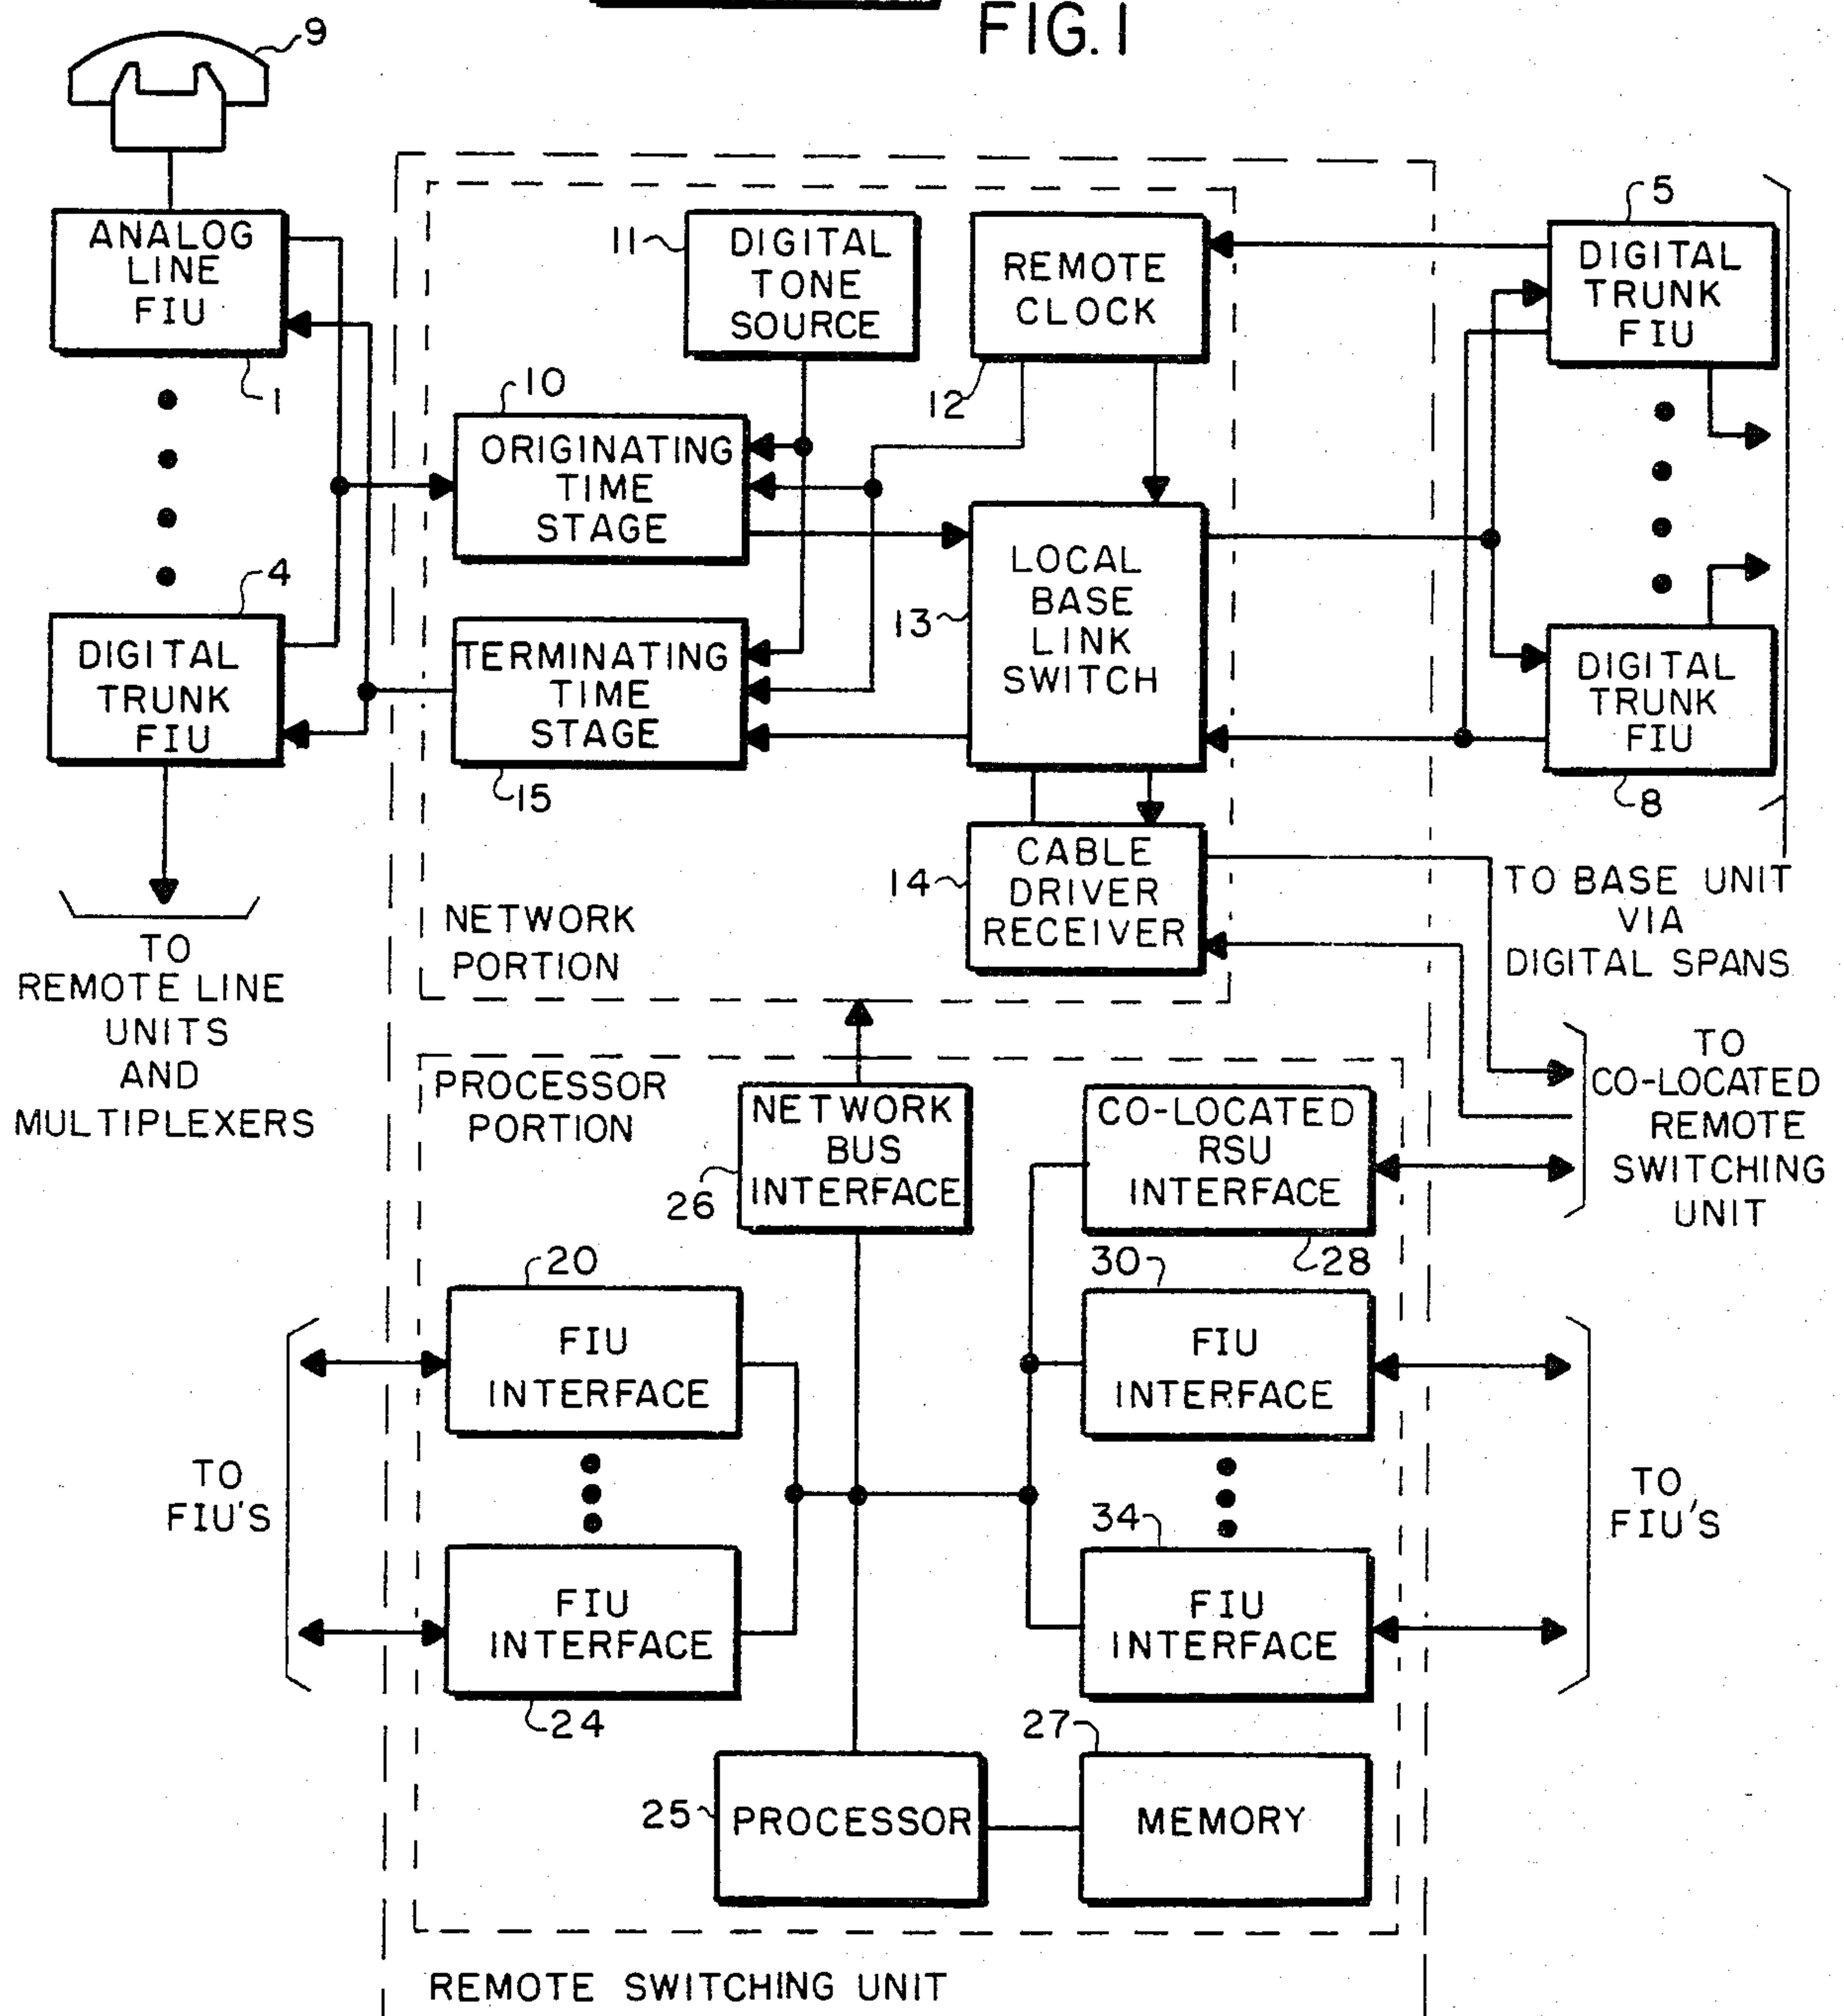 FIG. 1
9
ANALOG
LINE
FIU
1
11
DIGITAL
TONE
SOURCE
REMOTE
CLOCK
12
5
DIGITAL
TRUNK
FIU
10
ORIGINATING
TIME
STAGE
4
DIGITAL
TRUNK
FIU
TERMINATING
TIME
STAGE
15
13
LOCAL
BASE
LINK
SWITCH
DIGITAL
TRUNK
FIU
8
14
CABLE
DRIVER
RECEIVER
NETWORK
PORTION
TO BASE UNIT
VIA
DIGITAL SPANS
TO
REMOTE LINE
UNITS
AND
MULTIPLEXERS
PROCESSOR
PORTION
NETWORK
BUS
INTERFACE
26
CO-LOCATED
RSU
INTERFACE
28
TO
CO-LOCATED
REMOTE
SWITCHING
UNIT
20
FIU
INTERFACE
30
FIU
INTERFACE
TO
FIU'S
TO
FIU'S
FIU
INTERFACE
24
34
FIU
INTERFACE
25
PROCESSOR
27
MEMORY
REMOTE SWITCHING UNIT